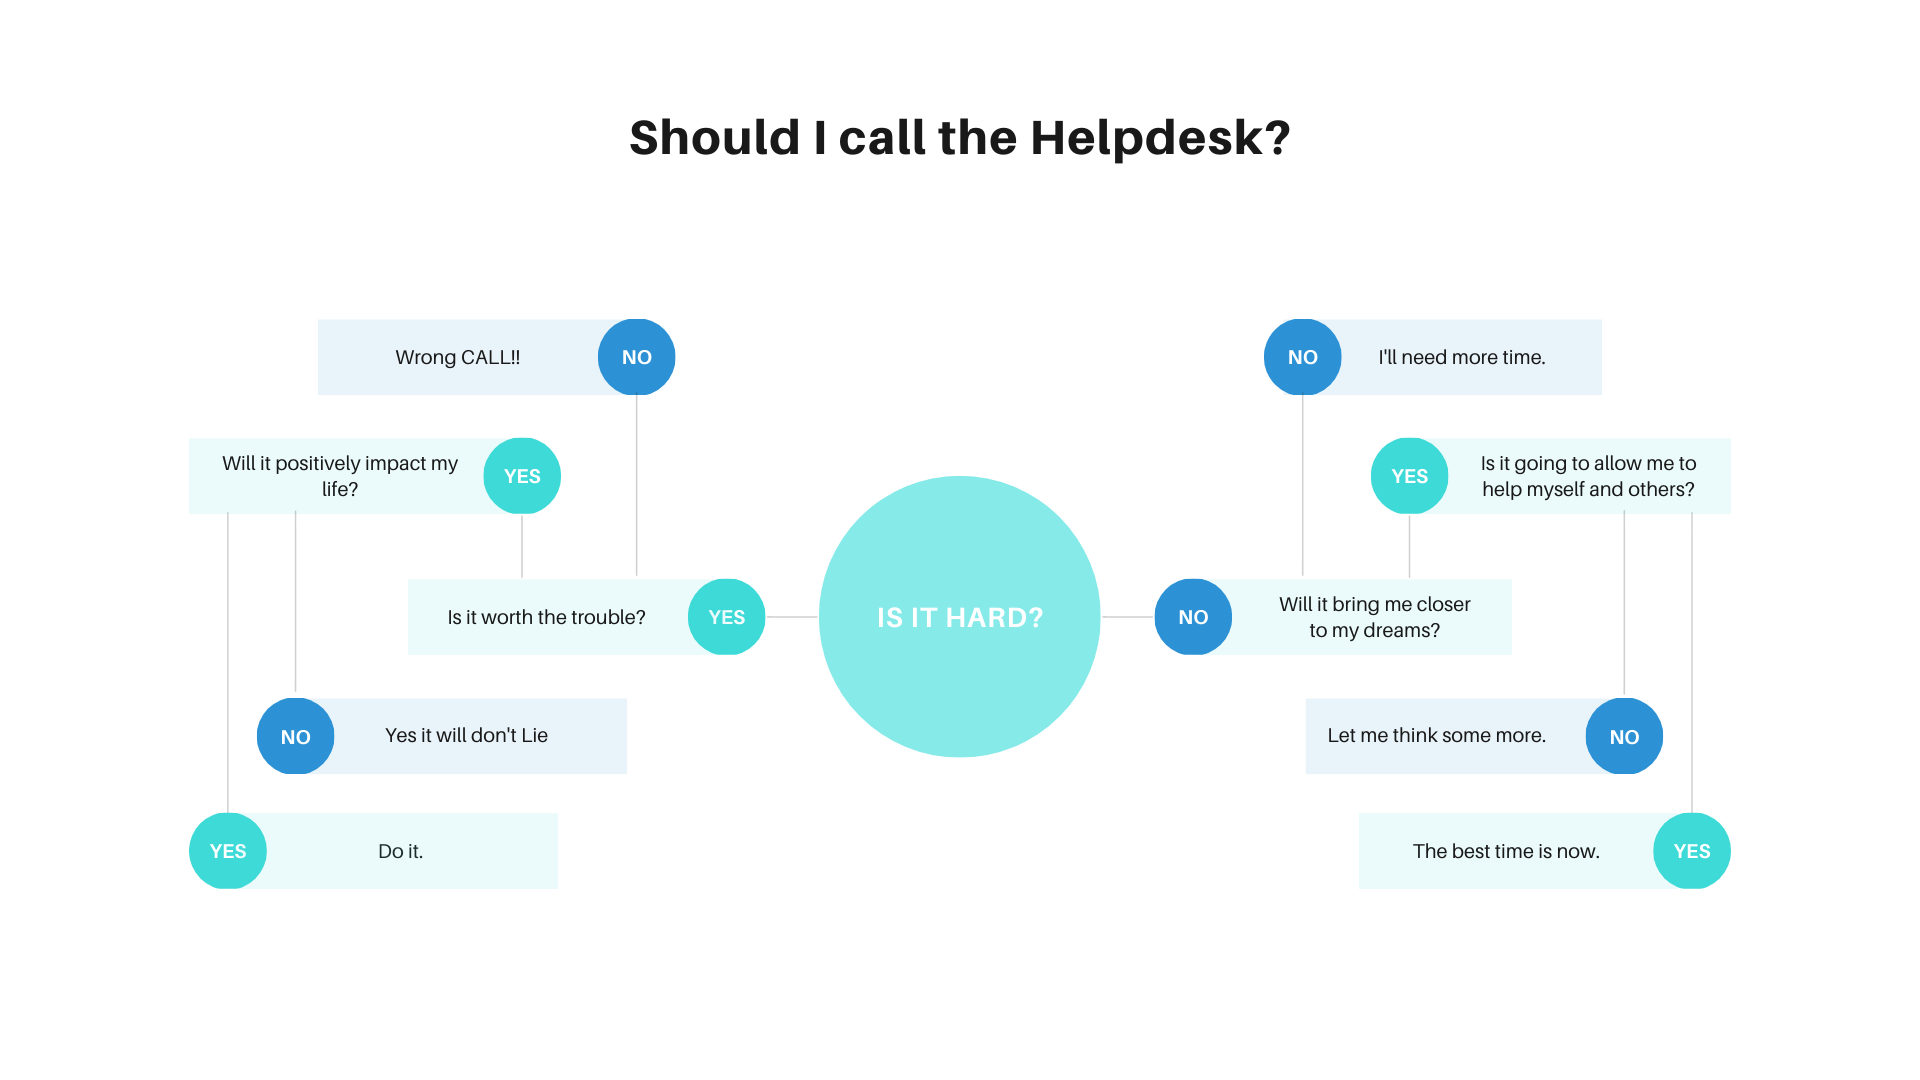 Should I call the Helpdesk?
Wrong CALL!!
NO
NO
I'll need more time.
Will it positively impact my
life?
YES
YES
Is it going to allow me to
help myself and others?
Is it worth the trouble?
YES
IS IT HARD?
NO
Will it bring me closer
to my dreams?
NO
Yes it will don't Lie
Let me think some more.
NO
YES
Do it.
The best time is now.
YES